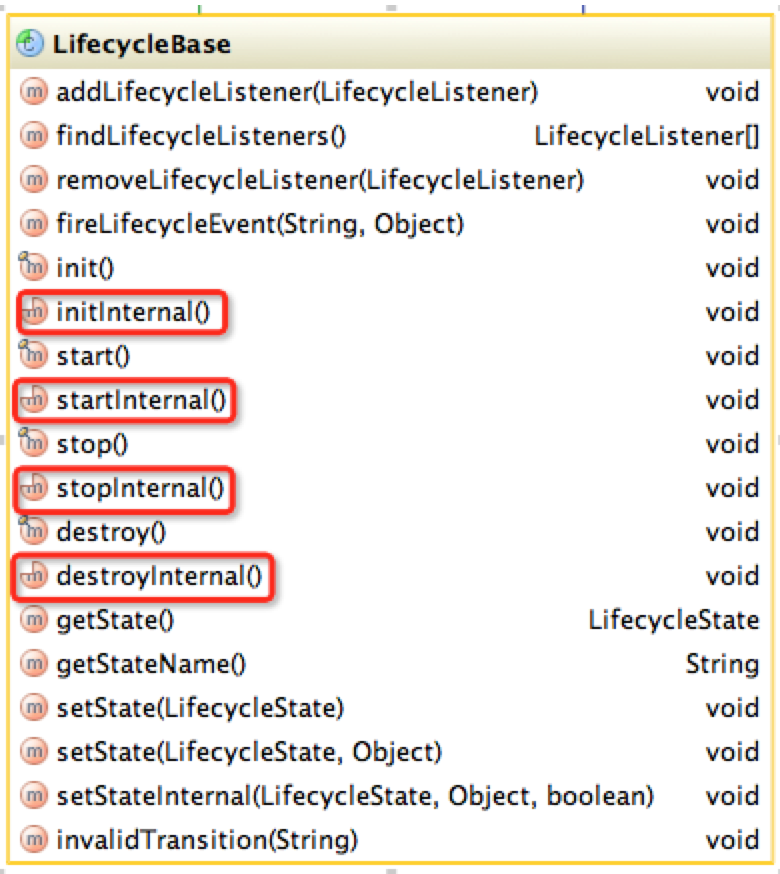 LifecycleBase
addLifecycleListener(LifecycleListener) void
findLifecycleListeners() LifecycleListener[]
removeLifecycleListener(LifecycleListener) void
fireLifecycleEvent(String, Object) void
init() void
initInternal() void
start() void
startInternal() void
stop() void
stopInternal() void
destroy() void
destroyInternal() void
getState() LifecycleState
getStateName() String
setState(LifecycleState) void
setState(LifecycleState, Object) void
setStateInternal(LifecycleState, Object, boolean) void
invalidTransition(String) void